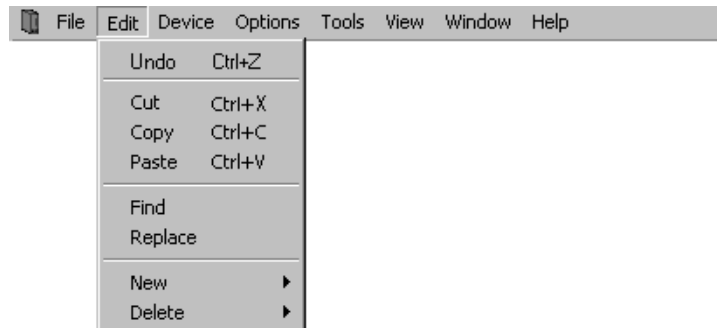 File Edit Device Options Tools View Window Help
Undo Ctrl+Z
Cut Ctrl+X
Copy Ctrl+C
Paste Ctrl+V
Find
Replace
New
Delete